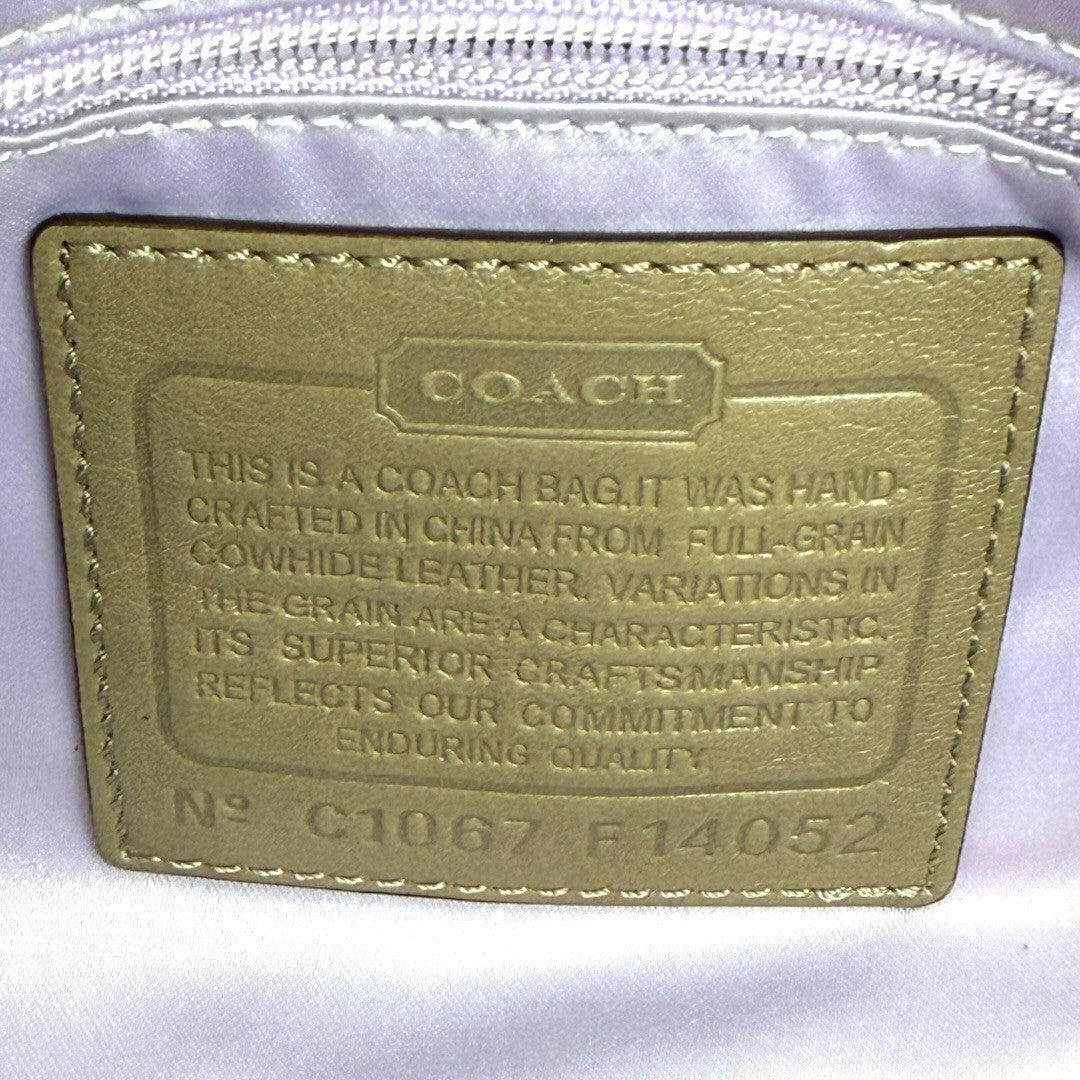 COACH
THIS IS A COACH BAG.IT WAS HAND-
CRAFTED IN CHINA FROM FULL-GRAIN
COWHIDE LEATHER. VARIATIONS IN
THE GRAIN ARE A CHARACTERISTIC.
ITS SUPERIOR CRAFTSMANSHIP
REFLECTS OUR COMMITMENT TO
ENDURING QUALITY
Nº C1067-F14052